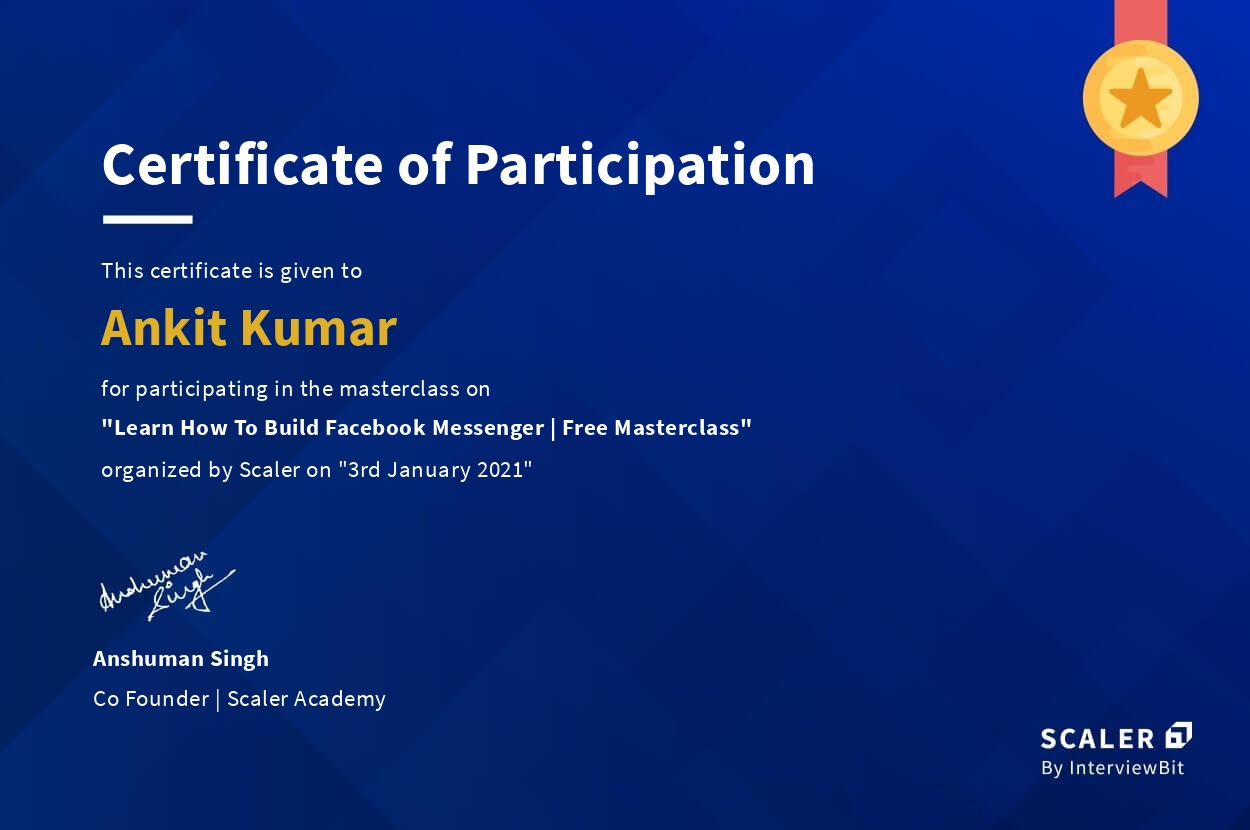 Certificate of Participation
This certificate is given to
Ankit Kumar
for participating in the masterclass on
"Learn How To Build Facebook Messenger | Free Masterclass"
organized by Scaler on "3rd January 2021"
Anshuman
Singh
Anshuman Singh
Co Founder | Scaler Academy
SCALER
By InterviewBit